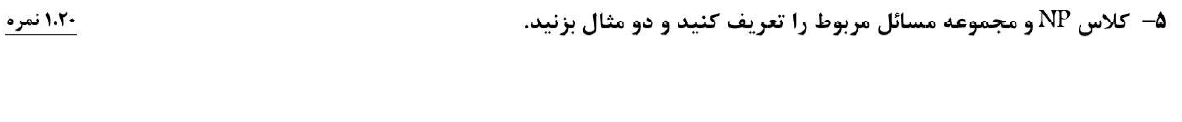 ۵- کلاس NP و مجموعه مسائل مربوط را تعریف کنید و دو مثال بزنید. ۱.۲۰ نمره